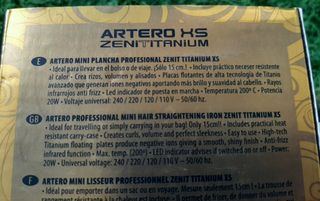 ARTERO XS
ZENITITANIUM
E
ARTERO MINI PLANCHA PROFESIONAL ZENIT TITANIUM XS
• Ideal para llevar en el bolso o de viaje. ¡Sólo 15 cm.! • Incluye práctico neceser resistente
al calor • Crea rizos, volumen y alisados • Placas flotantes de alta tecnología de Titanio
avanzado que generan iones negativos aportando más brillo y suavidad al cabello • Rayos
infrarrojos anti frizz • Led indicador de puesta en marcha • Temperatura 200º C • Potencia
20W • Voltaje universal: 240 / 220 / 120 / 110 V – 50/60 hz.
GB
ARTERO PROFESSIONAL MINI HAIR STRAIGHTENING IRON ZENIT TITANIUM XS
• Ideal for travelling or simply carrying in your bag! Only 15cm! • Includes practical heat
resistant carry-case • Creates curls, volume and perfect sleekness • Easy to use • High-tech
Titanium floating plates produce negative ions giving a smooth, shiny finish • Anti-frizz
infrared function • Max. temp. (200º) • LED indicator advises if switched on or off • Power:
20W • Universal voltage: 240 / 220 / 120 / 110 V – 50/60 hz.
F
ARTERO MINI LISSEUR PROFESSIONNEL ZENIT TITANIUM XS
• Idéal pour emporter dans un sac ou en voyage. Mesure seulement 15cm ! • La trousse de